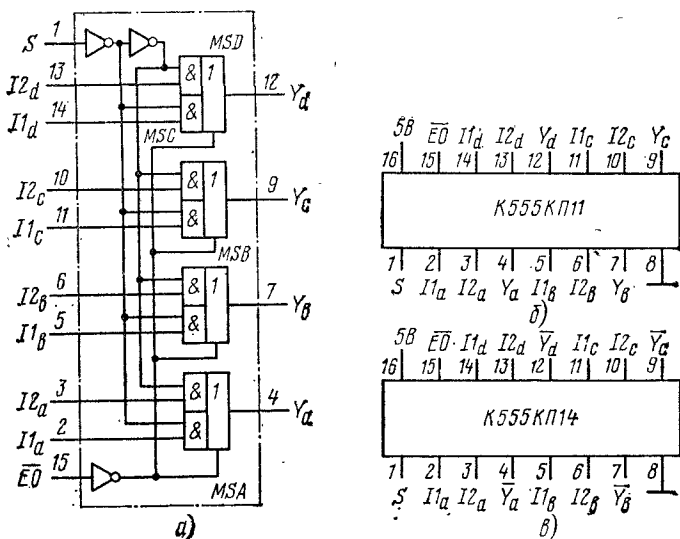 1
S
MSD
13
I2d
14
I1d
& 1
&
12
Yd
MSC
10
I2c
11
I1c
& 1
&
9
Yc
MSB
6
I2в
5
I1в
& 1
&
7
Yв
3
I2a
2
I1a
& 1
&
4
Ya
15
E̅O̅
MSA
а)
5В E̅O̅ I1d I2d Yd I1c I2c Yc
16 15 14 13 12 11 10 9
К555КП11
1 2 3 4 5 6 7 8
S I1a I2a Ya I1в I2в Yв
б)
5В E̅O̅ I1d I2d Y̅d I1c I2c Y̅c
16 15 14 13 12 11 10 9
К555КП14
1 2 3 4 5 6 7 8
S I1a I2a Y̅a I1в I2в Y̅в
в)